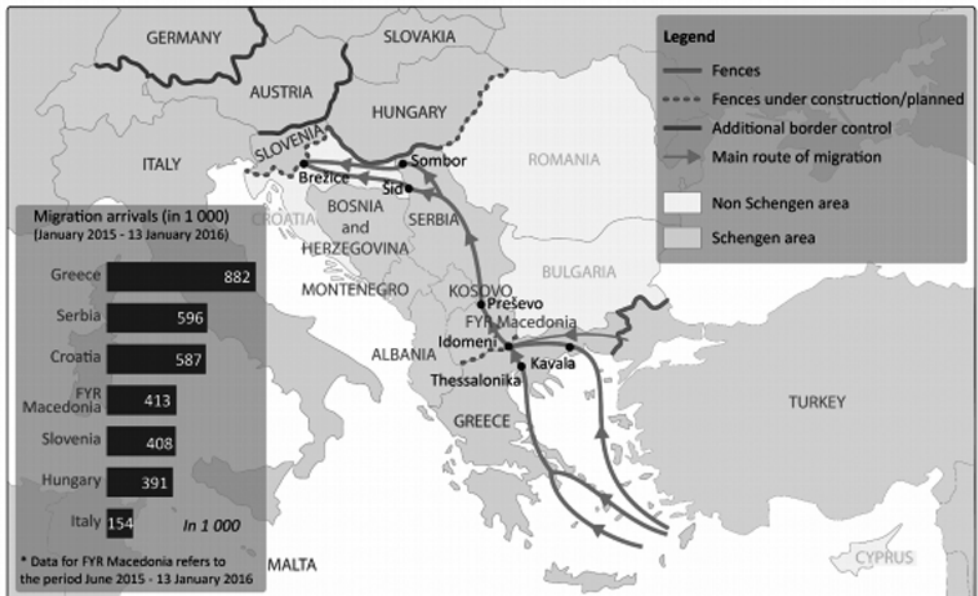 GERMANY
SLOVAKIA
AUSTRIA
HUNGARY
SLOVENIA
ITALY
Brežice
Sombor
Šid
ROMANIA
CROATIA
BOSNIA
and
HERZEGOVINA
SERBIA
MONTENEGRO
KOSOVO
BULGARIA
Preševo
FYR Macedonia
Idomeni
ALBANIA
Kavala
Thessalonika
GREECE
TURKEY
CYPRUS
MALTA
Legend
Fences
Fences under construction/planned
Additional border control
Main route of migration
Non Schengen area
Schengen area
Migration arrivals (in 1 000)
(January 2015 - 13 January 2016)
Greece 882
Serbia 596
Croatia 587
FYR
Macedonia 413
Slovenia 408
Hungary 391
Italy 154
In 1 000
* Data for FYR Macedonia refers to
the period June 2015 - 13 January 2016